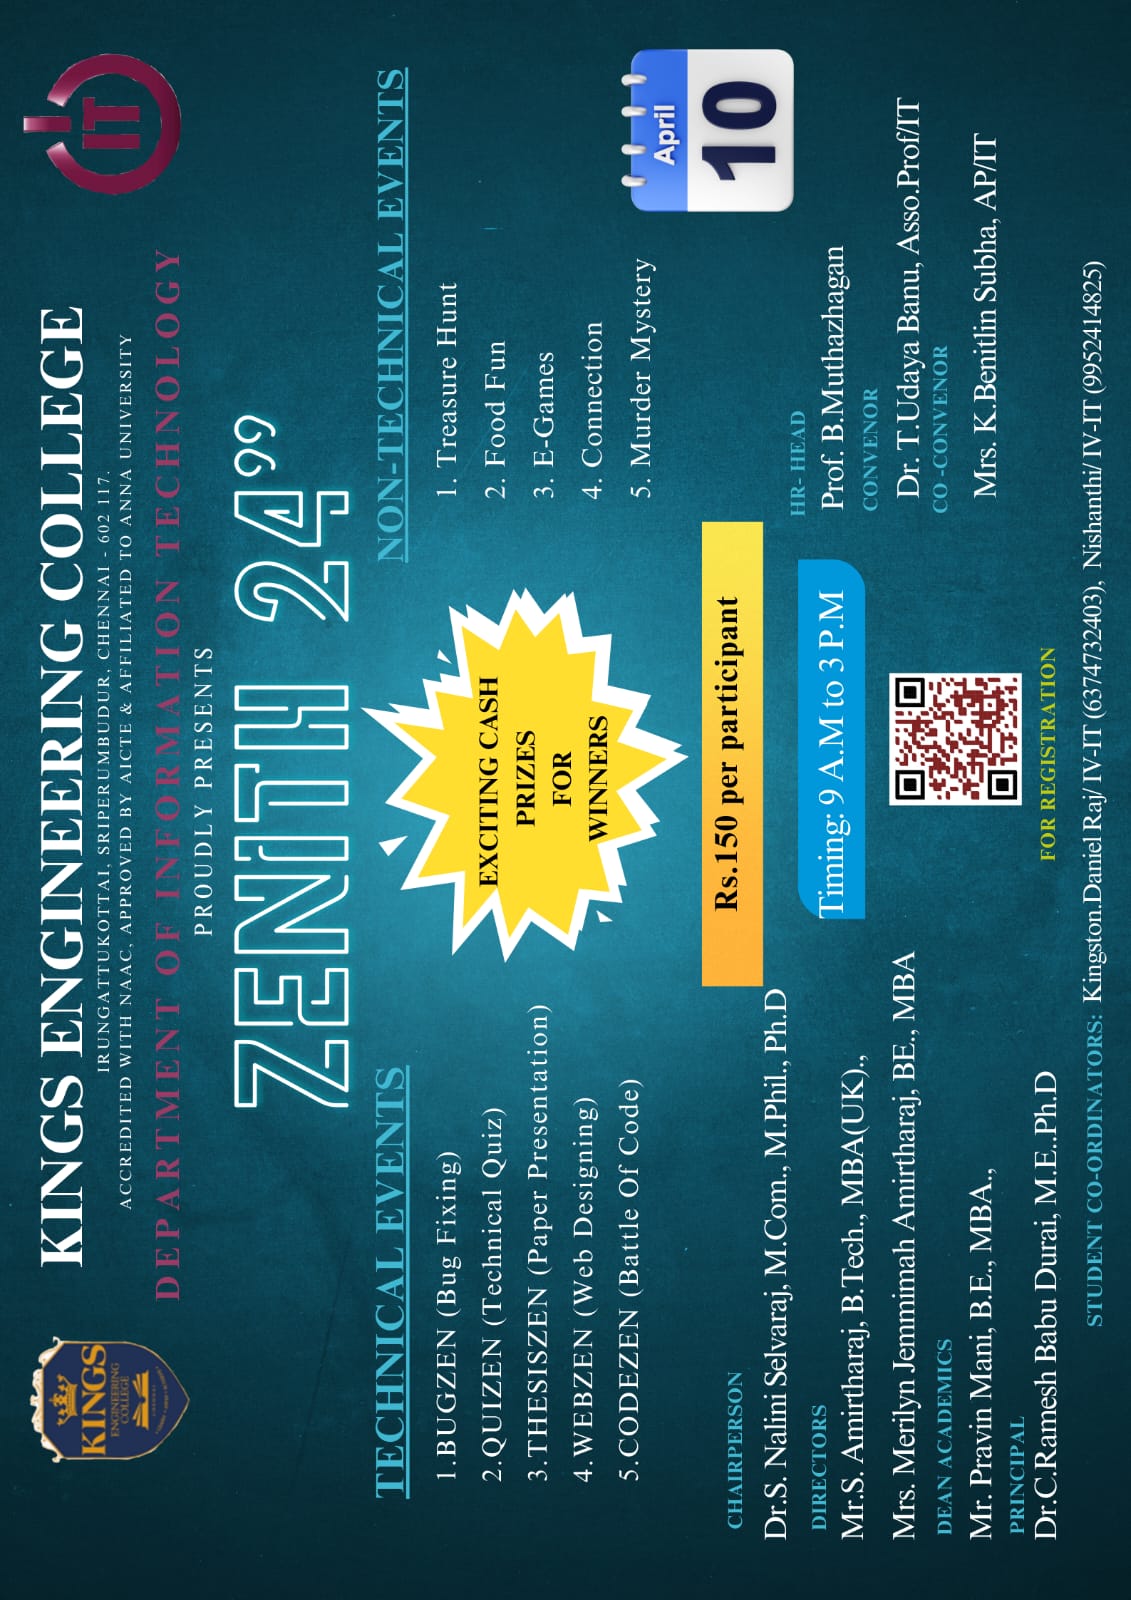 KINGS
ENGINEERING
COLLEGE
IT
KINGS ENGINEERING COLLEGE
IRUNGATTUKOTTAI, SRIPERUMBUDUR, CHENNAI - 602 117.
ACCREDITED WITH NAAC, APPROVED BY AICTE & AFFILIATED TO ANNA UNIVERSITY
DEPARTMENT OF INFORMATION TECHNOLOGY
PROUDLY PRESENTS
ZENITH 24”
TECHNICAL EVENTS
1.BUGZEN (Bug Fixing)
2.QUIZEN (Technical Quiz)
3.THESISZEN (Paper Presentation)
4.WEBZEN (Web Designing)
5.CODEZEN (Battle Of Code)
EXCITING CASH
PRIZES
FOR
WINNERS
NON-TECHNICAL EVENTS
1. Treasure Hunt
2. Food Fun
3. E-Games
4. Connection
5. Murder Mystery
April
10
Rs.150 per participant
Timing: 9 A.M to 3 P.M
CHAIRPERSON
Dr.S. Nalini Selvaraj, M.Com., M.Phil., Ph.D
DIRECTORS
Mr.S. Amirtharaj, B.Tech., MBA(UK).,
Mrs. Merilyn Jemmimah Amirtharaj, BE., MBA
DEAN ACADEMICS
Mr. Pravin Mani, B.E., MBA.,
PRINCIPAL
Dr.C.Ramesh Babu Durai, M.E..Ph.D
HR- HEAD
Prof. B.Muthazhagan
CONVENOR
Dr. T.Udaya Banu, Asso.Prof/IT
CO -CONVENOR
Mrs. K.Benitlin Subha, AP/IT
FOR REGISTRATION
STUDENT CO-ORDINATORS: Kingston.Daniel Raj/ IV-IT (6374732403), Nishanthi/ IV-IT (9952414825)